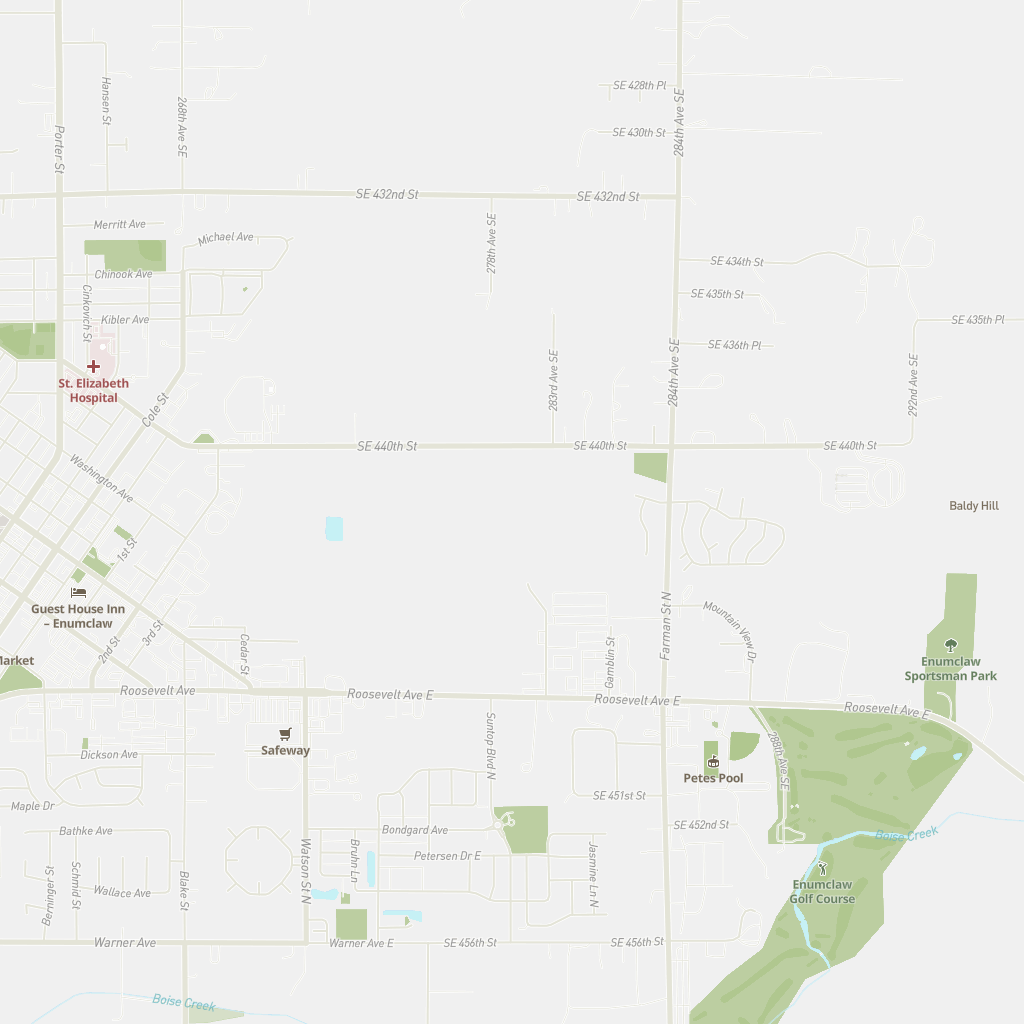 SE 428th Pl
Hansen St
268th Ave SE
284th Ave SE
Porter St
SE 430th St
SE 432nd St
SE 432nd St
Merritt Ave
Michael Ave
278th Ave SE
SE 434th St
Chinook Ave
SE 435th St
Cinkovich St
Kibler Ave
SE 435th Pl
SE 436th Pl
St. Elizabeth
Hospital
283rd Ave SE
284th Ave SE
292nd Ave SE
Cole St
SE 440th St
SE 440th St
SE 440th St
Washington Ave
Baldy Hill
1st St
Guest House Inn
– Enumclaw
Farman St N
Mountain View Dr
2nd St
3rd St
Cedar St
Gamblin St
Market
Enumclaw
Sportsman Park
Roosevelt Ave
Roosevelt Ave E
Roosevelt Ave E
Roosevelt Ave E
Safeway
Suntop Blvd N
288th Ave SE
Dickson Ave
Petes Pool
Maple Dr
SE 451st St
Bathke Ave
Bondgard Ave
SE 452nd St
Boise Creek
Petersen Dr E
Watson St N
Bruhn Ln
Jasmine Ln N
Berninger St
Schmid St
Wallace Ave
Blake St
Enumclaw
Golf Course
Warner Ave
Warner Ave E
SE 456th St
SE 456th St
Boise Creek